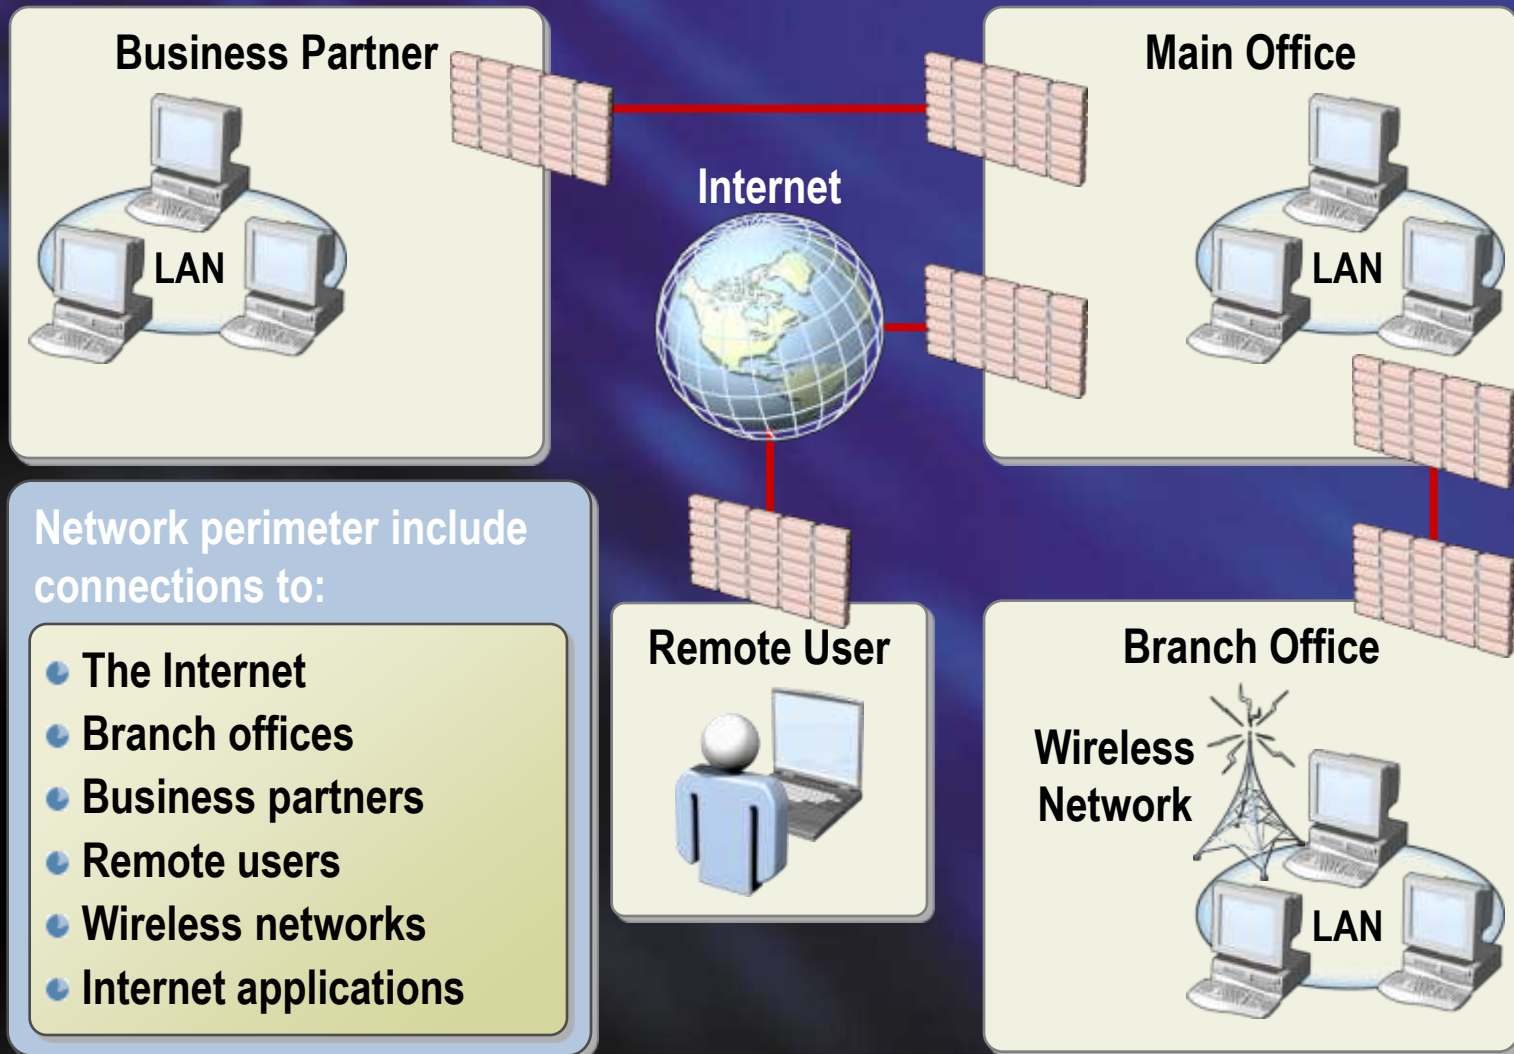 Business Partner
LAN
Internet
Main Office
LAN
Network perimeter include
connections to:
The Internet
Branch offices
Business partners
Remote users
Wireless networks
Internet applications
Remote User
Branch Office
Wireless
Network
LAN